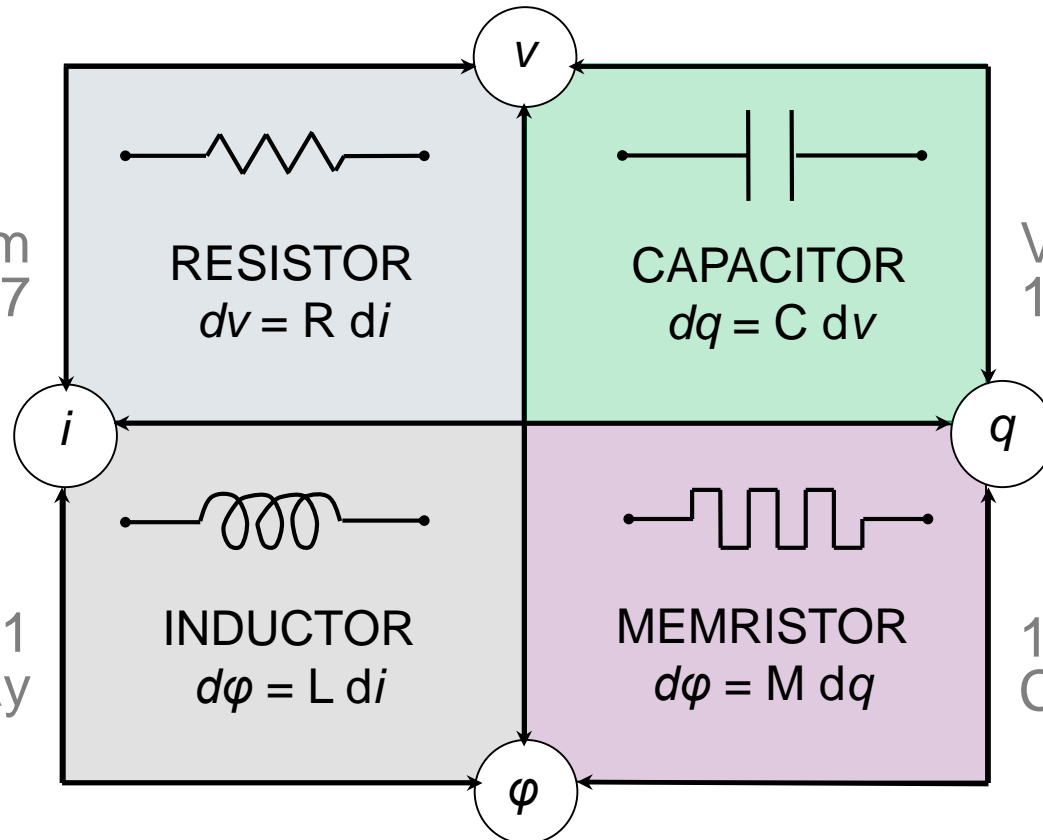 v
RESISTOR
dv = R di
CAPACITOR
dq = C dv
i
q
INDUCTOR
dφ = L di
MEMRISTOR
dφ = M dq
φ